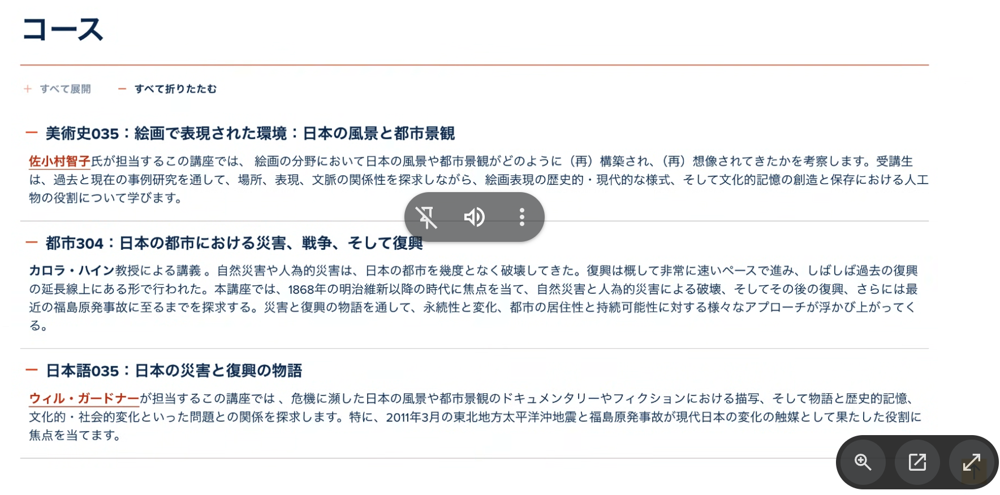 コース
+ すべて展開 − すべて折りたたむ
− 美術史035：絵画で表現された環境：日本の風景と都市景観
佐小村智子氏が担当するこの講座では、 絵画の分野において日本の風景や都市景観がどのように（再）構築され、（再）想像されてきたかを考察します。受講生
は、過去と現在の事例研究を通して、場所、表現、文脈の関係性を探求しながら、絵画表現の歴史的・現代的な様式、そして文化的記憶の創造と保存における人工
物の役割について学びます。
− 都市304：日本の都市における災害、戦争、そして復興
カロラ・ハイン教授による講義 。自然災害や人為的災害は、日本の都市を幾度となく破壊してきた。復興は概して非常に速いペースで進み、しばしば過去の復興
の延長線上にある形で行われた。本講座では、1868年の明治維新以降の時代に焦点を当て、自然災害と人為的災害による破壊、そしてその後の復興、さらには最
近の福島原発事故に至るまでを探求する。災害と復興の物語を通して、永続性と変化、都市の居住性と持続可能性に対する様々なアプローチが浮かび上がってく
る。
− 日本語035：日本の災害と復興の物語
ウィル・ガードナーが担当するこの講座では 、危機に瀕した日本の風景や都市景観のドキュメンタリーやフィクションにおける描写、そして物語と歴史的記憶、
文化的・社会的変化といった問題との関係を探求します。特に、2011年3月の東北地方太平洋沖地震と福島原発事故が現代日本の変化の触媒として果たした役割に
焦点を当てます。